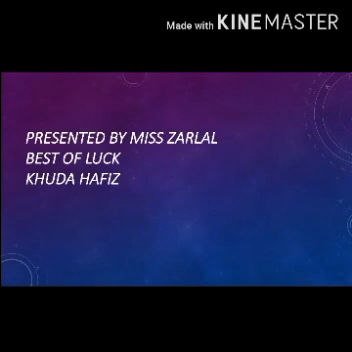 Made with KINEMASTER
PRESENTED BY MISS ZARLAL
BEST OF LUCK
KHUDA HAFIZ